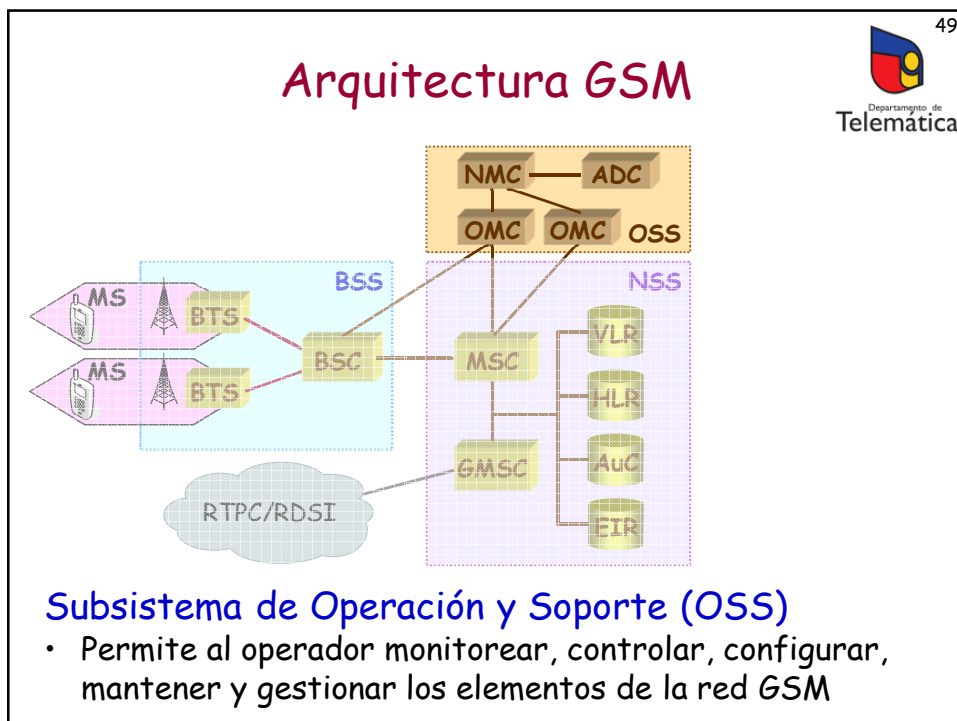 49
Arquitectura GSM
Departamento de
Telemática
NMC
ADC
OMC
OMC
OSS
BSS
NSS
MS
BTS
VLR
BSC
MSC
MS
BTS
HLR
GMSC
AuC
RTPC/RDSI
EIR
Subsistema de Operación y Soporte (OSS)
• Permite al operador monitorear, controlar, configurar,
mantener y gestionar los elementos de la red GSM